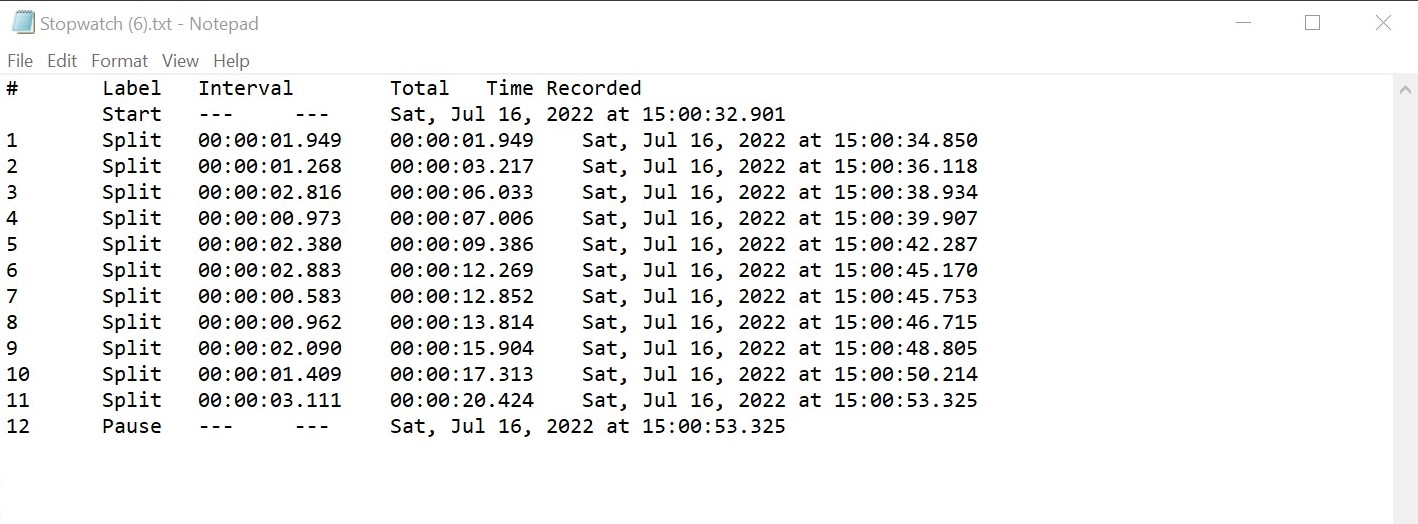 Stopwatch (6).txt - Notepad
File Edit Format View Help
# Label Interval Total Time Recorded
Start --- --- Sat, Jul 16, 2022 at 15:00:32.901
1 Split 00:00:01.949 00:00:01.949 Sat, Jul 16, 2022 at 15:00:34.850
2 Split 00:00:01.268 00:00:03.217 Sat, Jul 16, 2022 at 15:00:36.118
3 Split 00:00:02.816 00:00:06.033 Sat, Jul 16, 2022 at 15:00:38.934
4 Split 00:00:00.973 00:00:07.006 Sat, Jul 16, 2022 at 15:00:39.907
5 Split 00:00:02.380 00:00:09.386 Sat, Jul 16, 2022 at 15:00:42.287
6 Split 00:00:02.883 00:00:12.269 Sat, Jul 16, 2022 at 15:00:45.170
7 Split 00:00:00.583 00:00:12.852 Sat, Jul 16, 2022 at 15:00:45.753
8 Split 00:00:00.962 00:00:13.814 Sat, Jul 16, 2022 at 15:00:46.715
9 Split 00:00:02.090 00:00:15.904 Sat, Jul 16, 2022 at 15:00:48.805
10 Split 00:00:01.409 00:00:17.313 Sat, Jul 16, 2022 at 15:00:50.214
11 Split 00:00:03.111 00:00:20.424 Sat, Jul 16, 2022 at 15:00:53.325
12 Pause --- --- Sat, Jul 16, 2022 at 15:00:53.325